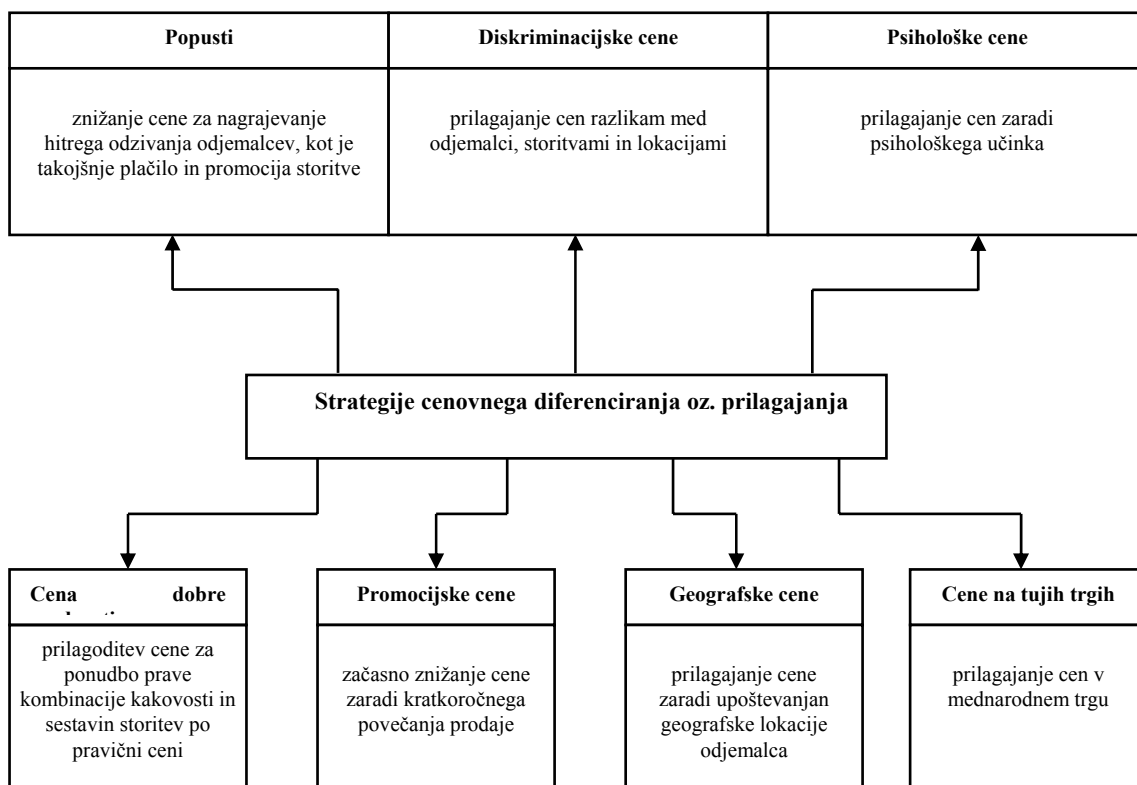 Popusti
Diskriminacijske cene
Psihološke cene
znižanje cene za nagrajevanje
hitrega odzivanja odjemalcev, kot je
takojšnje plačilo in promocija storitve
prilagajanje cen razlikam med
odjemalci, storitvami in lokacijami
prilagajanje cen zaradi
psihološkega učinka
Strategije cenovnega diferenciranja oz. prilagajanja
Cena dobre
prilagoditev cene za
ponudbo prave
kombinacije kakovosti in
sestavin storitev po
pravični ceni
Promocijske cene
začasno znižanje cene
zaradi kratkoročnega
povečanja prodaje
Geografske cene
prilagajanje cene
zaradi upoštevanjan
geografske lokacije
odjemalca
Cene na tujih trgih
prilagajanje cen v
mednarodnem trgu